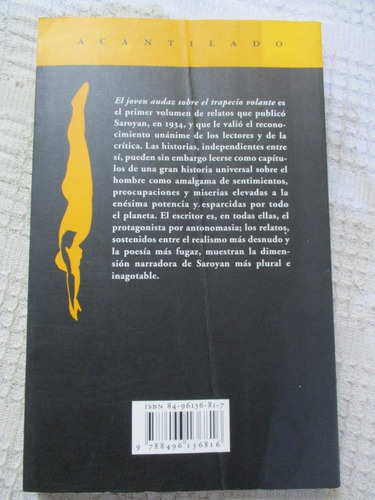 ACANTILADO
El joven audaz sobre el trapecio volante es
el primer volumen de relatos que publicó
Saroyan, en 1934, y que le valió el recono-
cimiento unánime de los lectores y de la
crítica. Las historias, independientes entre
sí, pueden sin embargo leerse como capítu-
los de una gran historia universal sobre el
hombre como amalgama de sentimientos,
preocupaciones y miserias elevadas a la
enésima potencia y esparcidas por todo
el planeta. El escritor es, en todas ellas, el
protagonista por antonomasia; los relatos,
sostenidos entre el realismo más desnudo y
la poesía más fugaz, muestran la dimen-
sión narradora de Saroyan más plural e
inagotable.
ISBN 84-96136-81-7
9 788496 136816